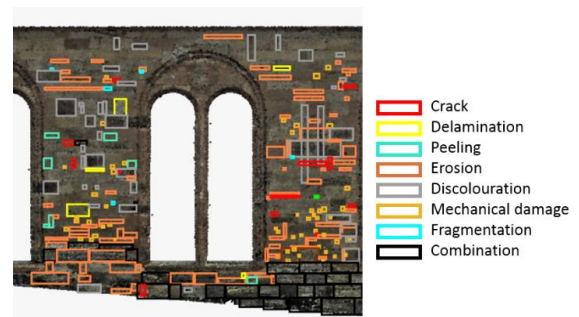 Crack
Delamination
Peeling
Erosion
Discolouration
Mechanical damage
Fragmentation
Combination